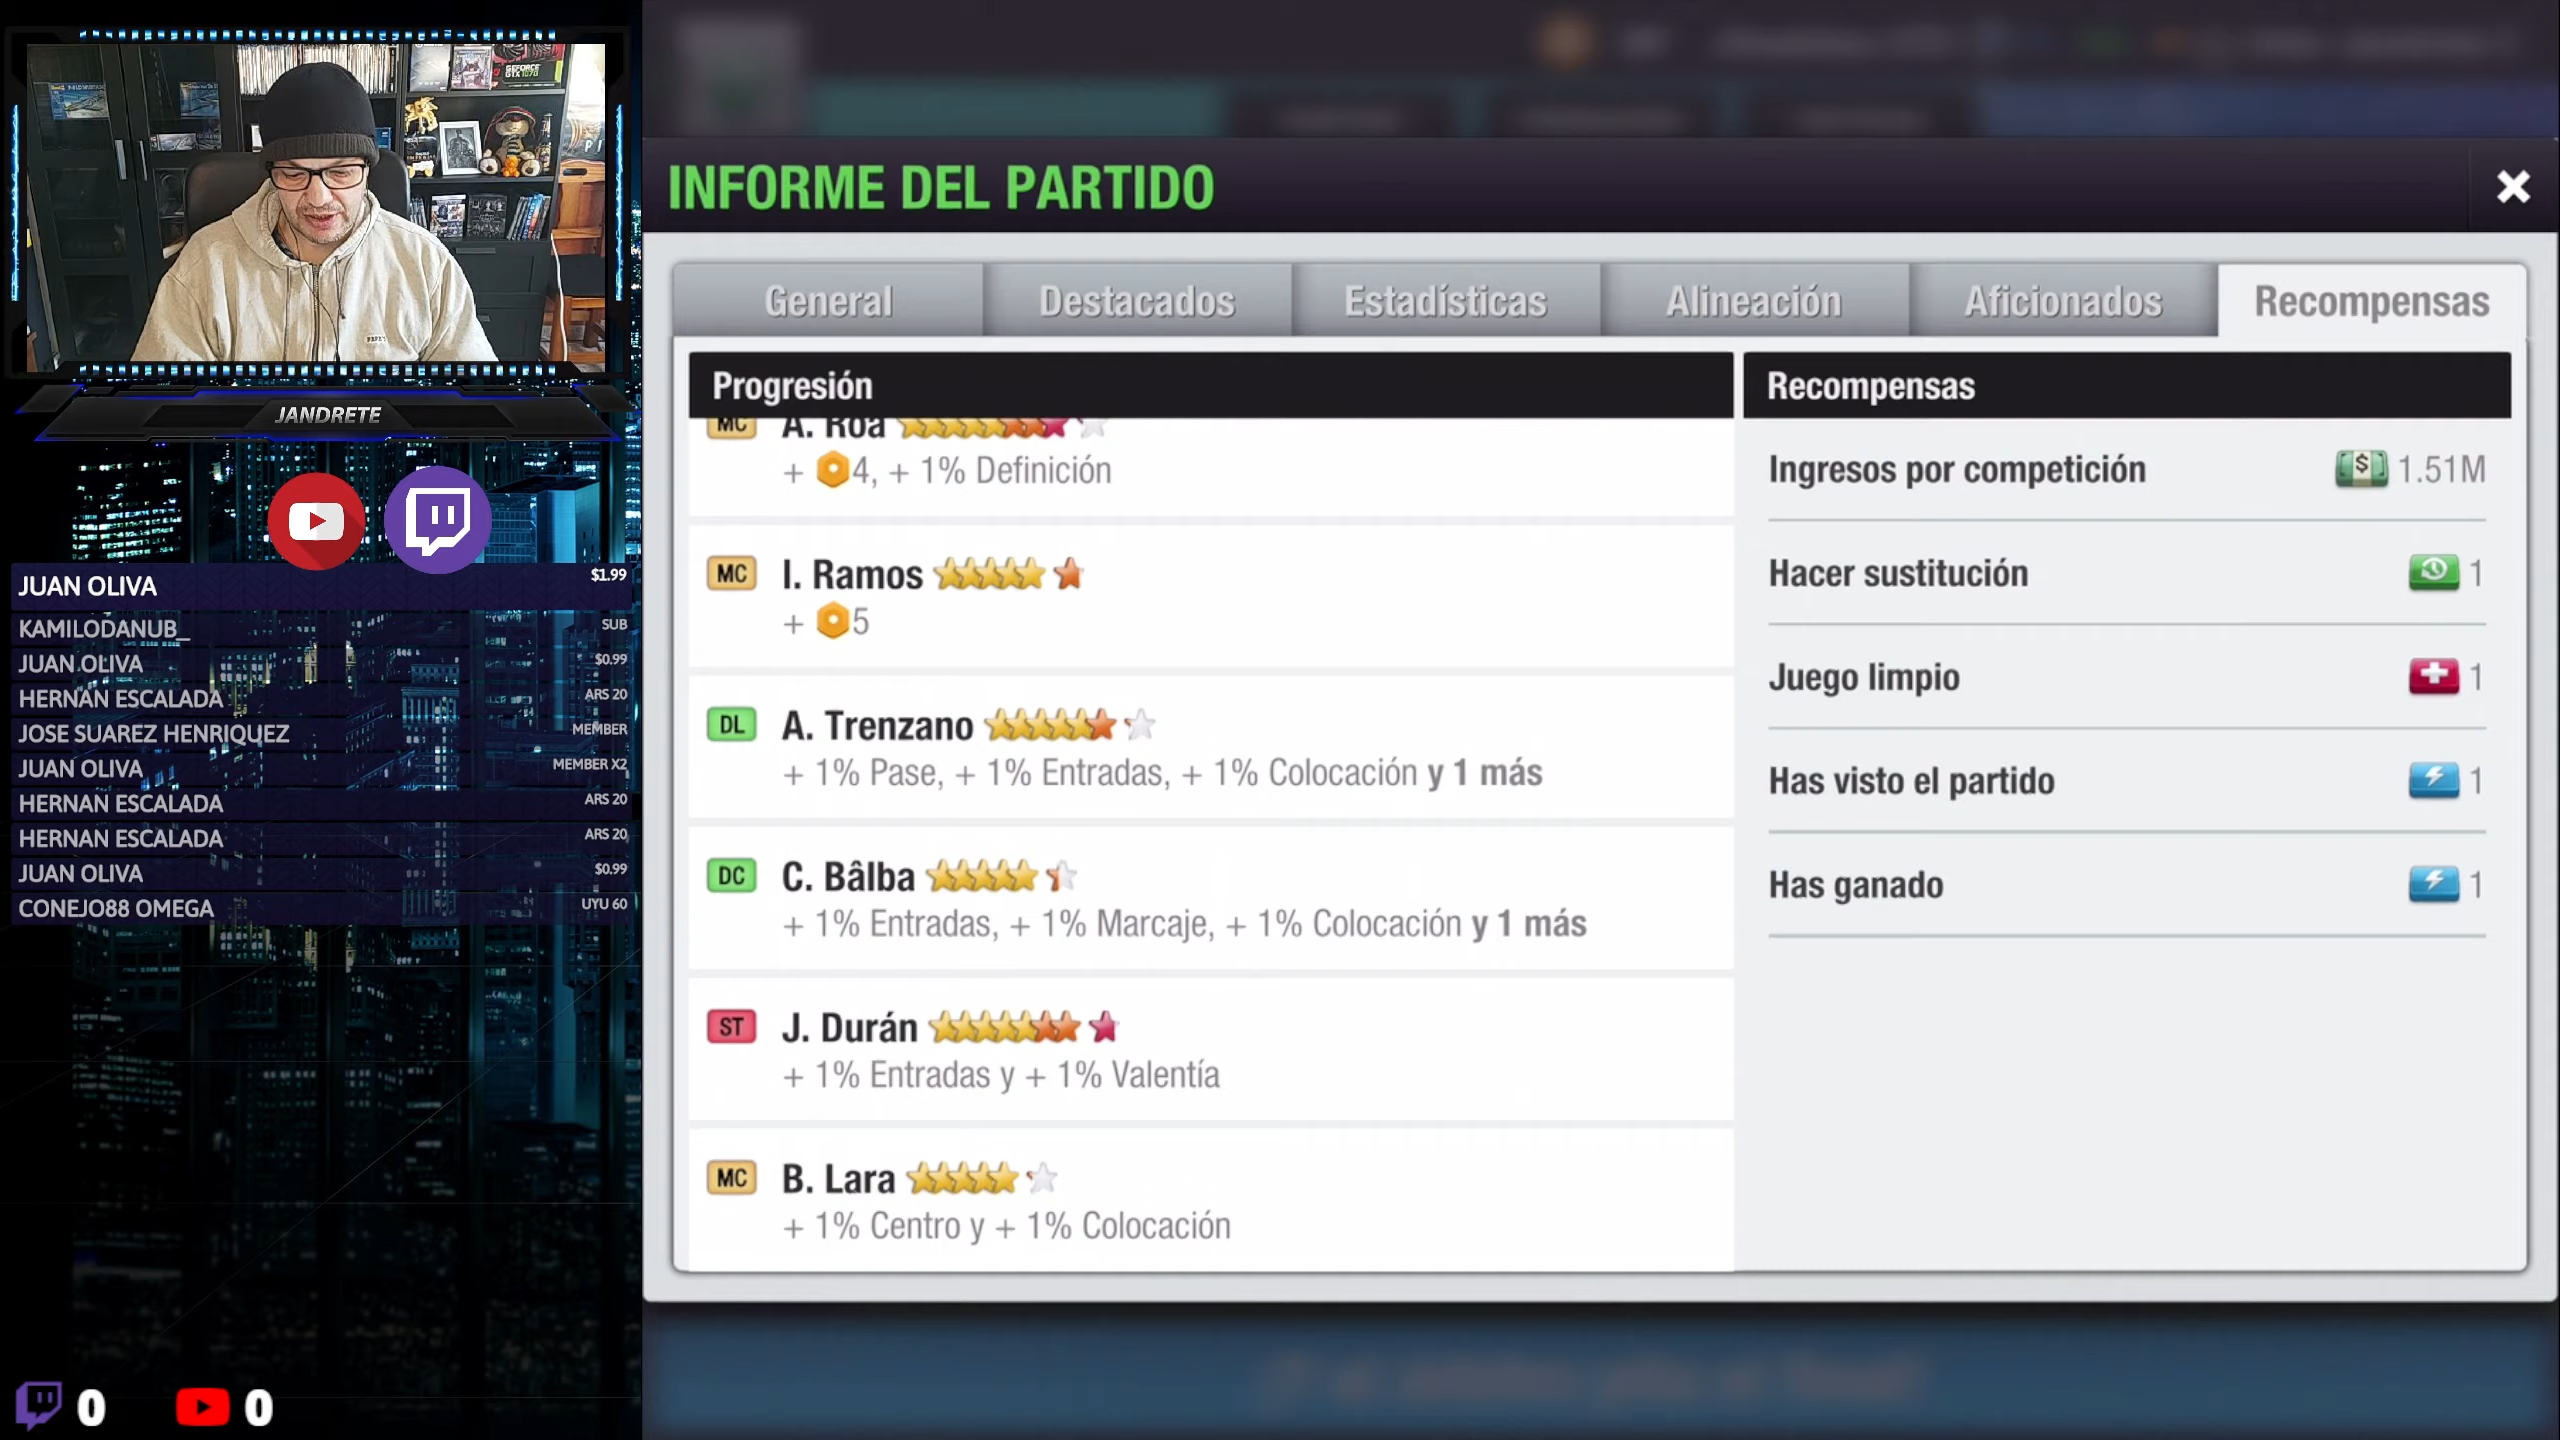 GEFORCE
GTX 1070
JANDRETE
JUAN OLIVA $1.99
KAMILODANUB_ SUB
JUAN OLIVA $0.99
HERNAN ESCALADA ARS 20
JOSE SUAREZ HENRIQUEZ MEMBER
JUAN OLIVA MEMBER X2
HERNAN ESCALADA ARS 20
HERNAN ESCALADA ARS 20
JUAN OLIVA $0.99
CONEJO88 OMEGA UYU 60
0 0
INFORME DEL PARTIDO
General Destacados Estadísticas Alineación Aficionados Recompensas
Progresión
MC A. Roa
+ 4, + 1% Definición
MC I. Ramos
+ 5
DL A. Trenzano
+ 1% Pase, + 1% Entradas, + 1% Colocación y 1 más
DC C. Bâlba
+ 1% Entradas, + 1% Marcaje, + 1% Colocación y 1 más
ST J. Durán
+ 1% Entradas y + 1% Valentía
MC B. Lara
+ 1% Centro y + 1% Colocación
Recompensas
Ingresos por competición $ 1.51M
Hacer sustitución 1
Juego limpio 1
Has visto el partido 1
Has ganado 1